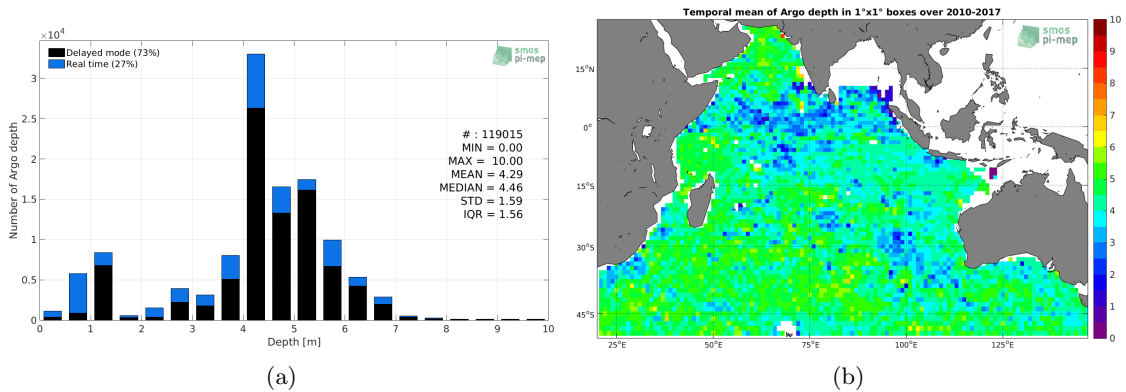 ×10⁴
Delayed mode (73%)
Real time (27%)
smos
pi-mep
3
2.5
2
1.5
1
0.5
0
Number of Argo depth
# : 119015
MIN = 0.00
MAX = 10.00
MEAN = 4.29
MEDIAN = 4.46
STD = 1.59
IQR = 1.56
0 1 2 3 4 5 6 7 8 9 10
Depth [m]
(a)
Temporal mean of Argo depth in 1°x1° boxes over 2010-2017
smos
pi-mep
15°N
0°
15°S
30°S
45°S
25°E 50°E 75°E 100°E 125°E
10
9
8
7
6
5
4
3
2
1
0
(b)